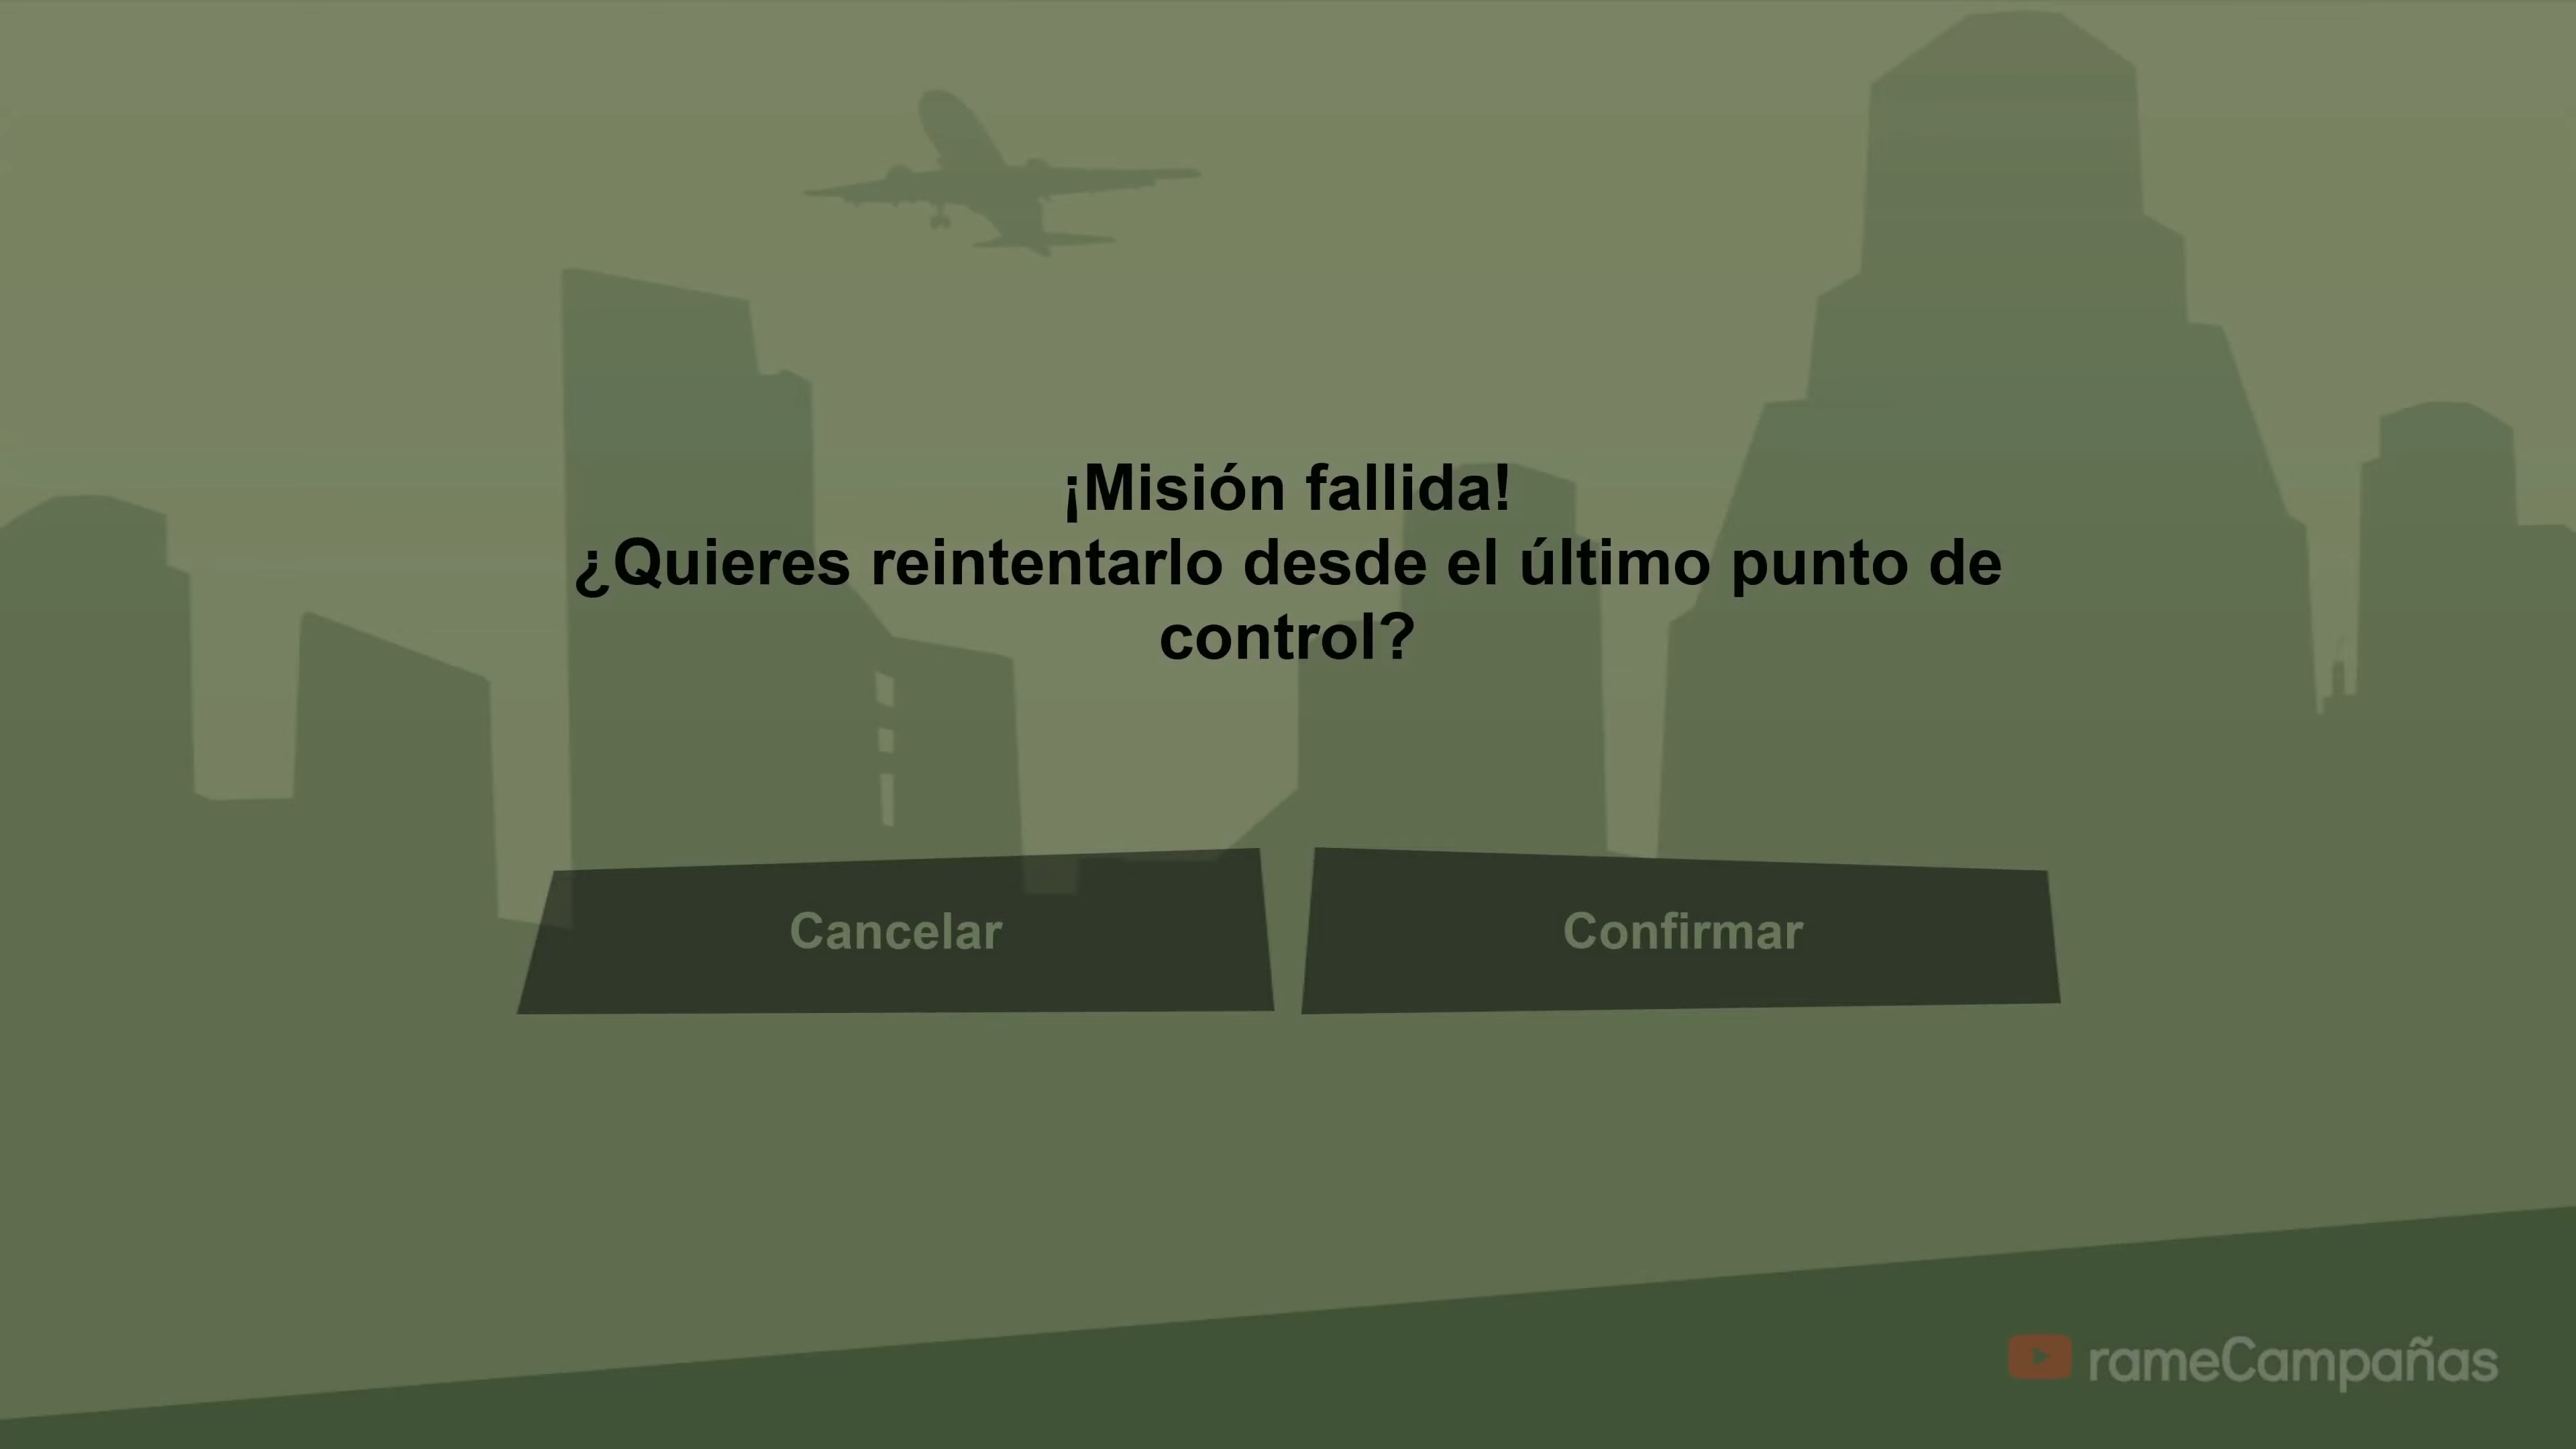 ¡Misión fallida!
¿Quieres reintentarlo desde el último punto de
control?
Cancelar
Confirmar
rameCampañas